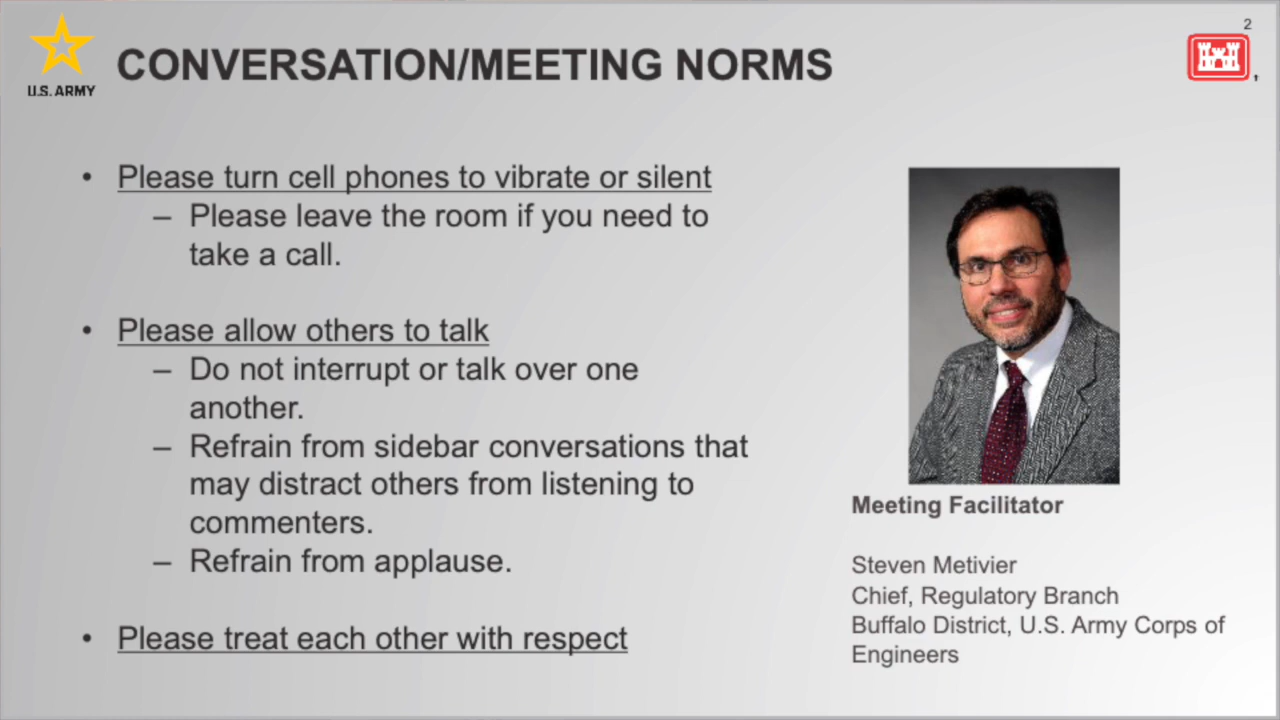 2
U.S. ARMY
CONVERSATION/MEETING NORMS
• Please turn cell phones to vibrate or silent
– Please leave the room if you need to
take a call.
• Please allow others to talk
– Do not interrupt or talk over one
another.
– Refrain from sidebar conversations that
may distract others from listening to
commenters.
– Refrain from applause.
• Please treat each other with respect
Meeting Facilitator
Steven Metivier
Chief, Regulatory Branch
Buffalo District, U.S. Army Corps of
Engineers